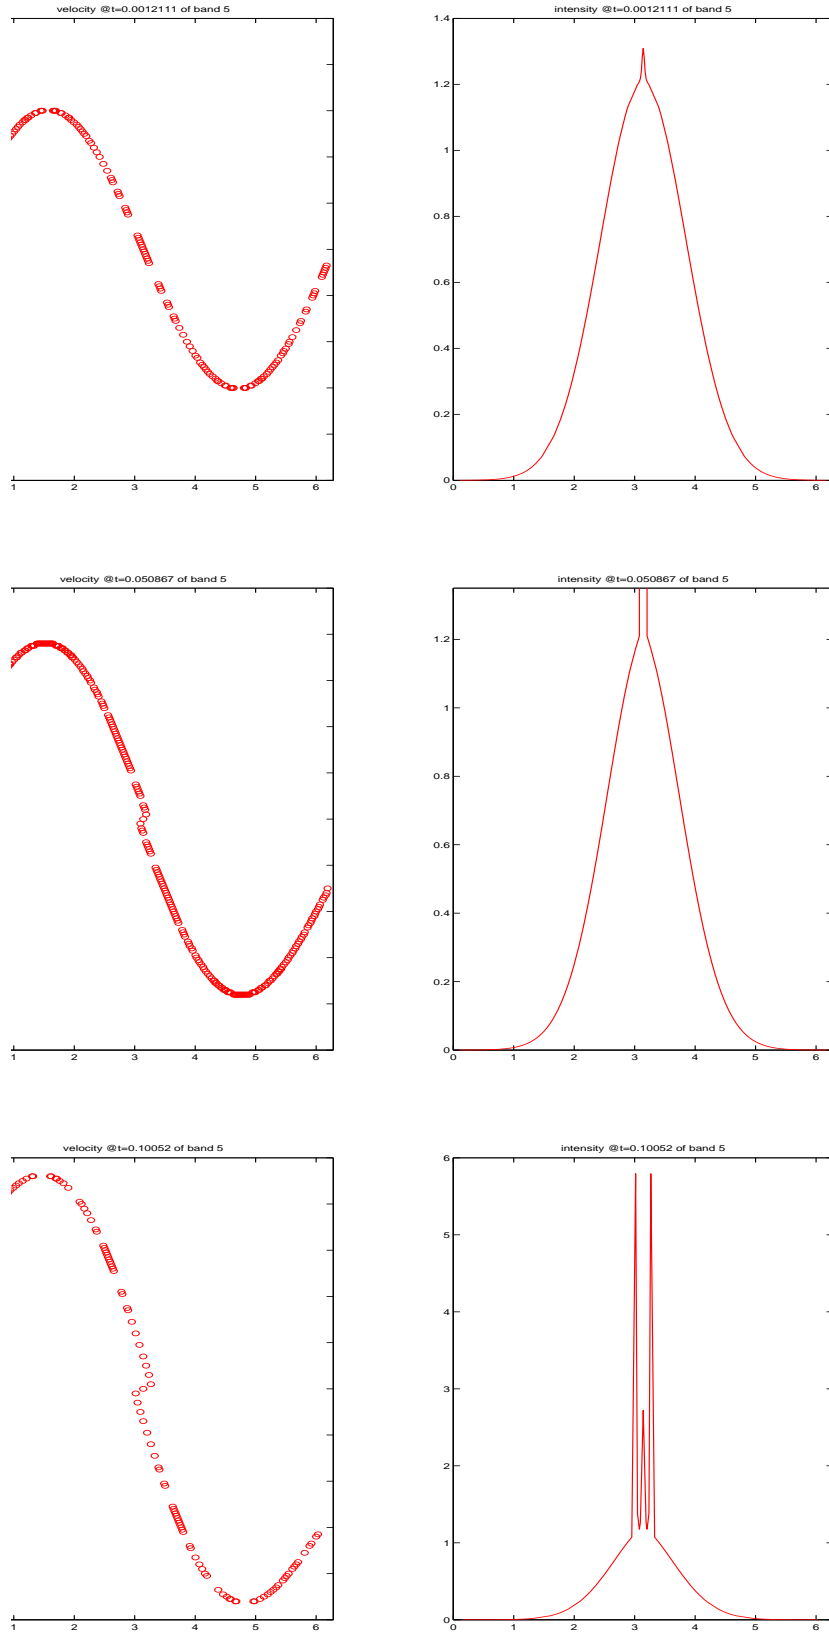 velocity @t=0.0012111 of band 5
1 2 3 4 5 6
intensity @t=0.0012111 of band 5
1.4
1.2
1
0.8
0.6
0.4
0.2
0
0 1 2 3 4 5 6
velocity @t=0.050867 of band 5
1 2 3 4 5 6
intensity @t=0.050867 of band 5
1.2
1
0.8
0.6
0.4
0.2
0
0 1 2 3 4 5 6
velocity @t=0.10052 of band 5
1 2 3 4 5 6
intensity @t=0.10052 of band 5
6
5
4
3
2
1
0
0 1 2 3 4 5 6